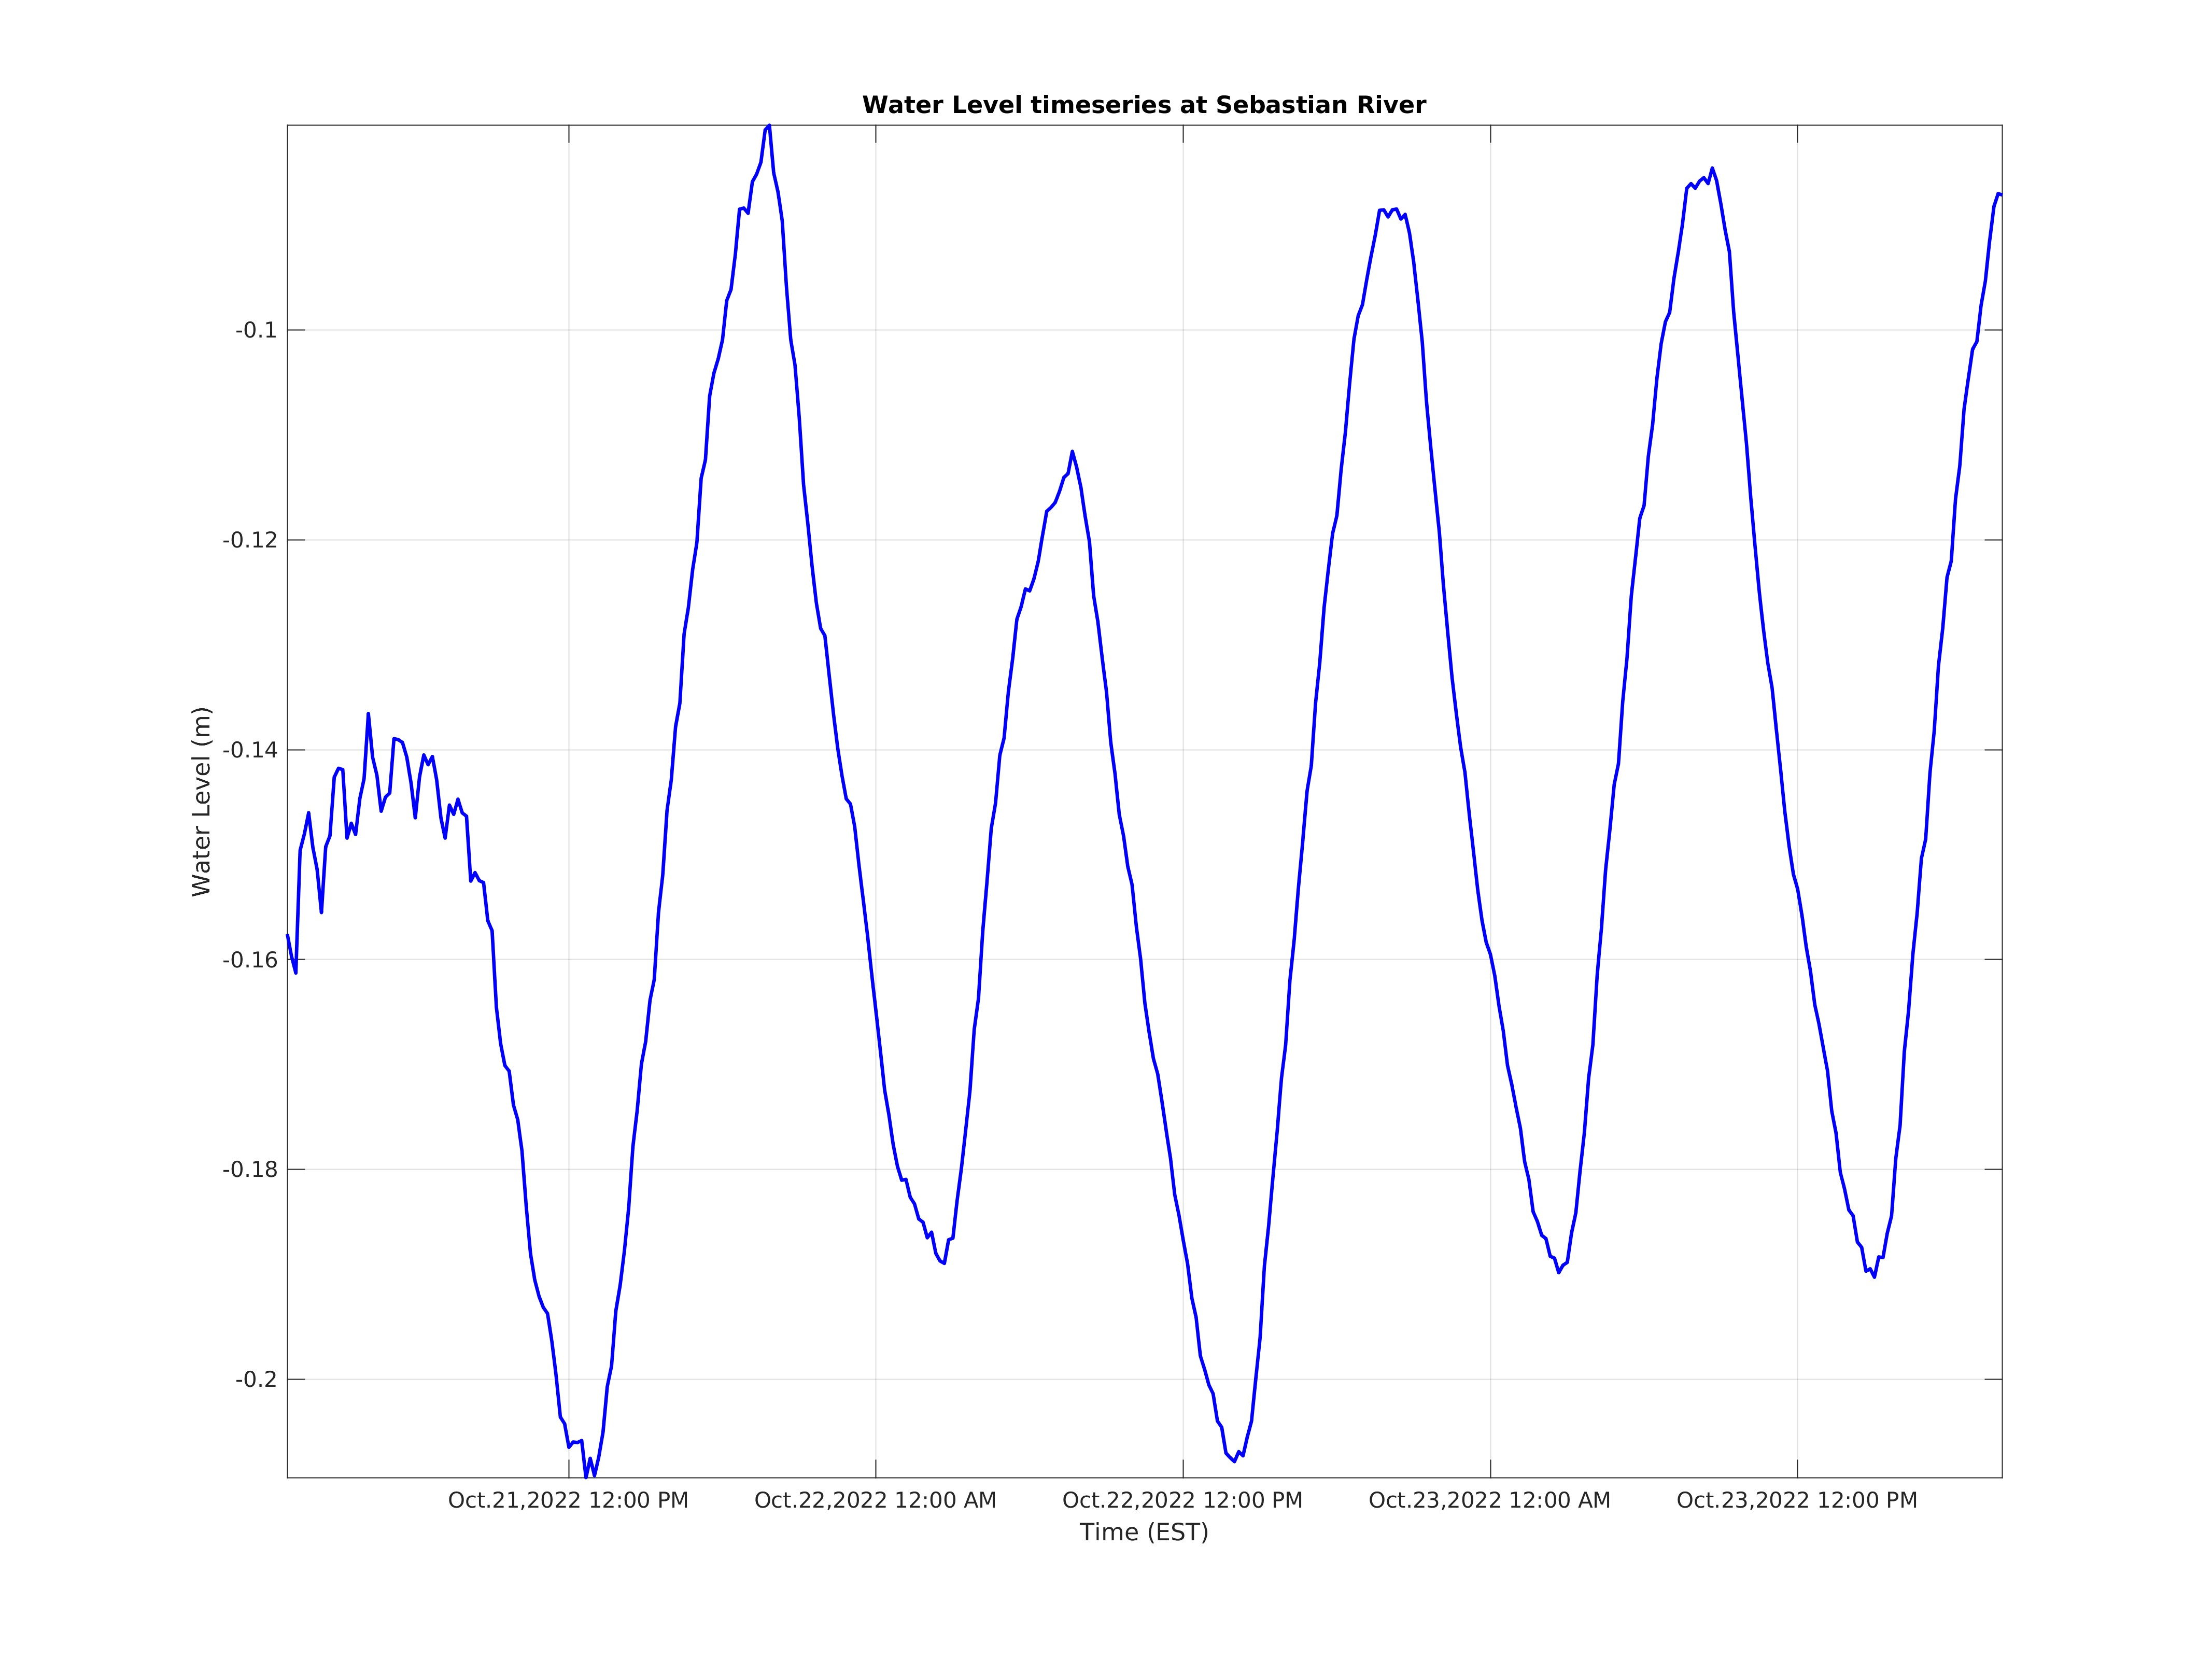 Water Level timeseries at Sebastian River
-0.1
-0.12
-0.14
-0.16
-0.18
-0.2
Water Level (m)
Oct.21,2022 12:00 PM
Oct.22,2022 12:00 AM
Oct.22,2022 12:00 PM
Oct.23,2022 12:00 AM
Oct.23,2022 12:00 PM
Time (EST)